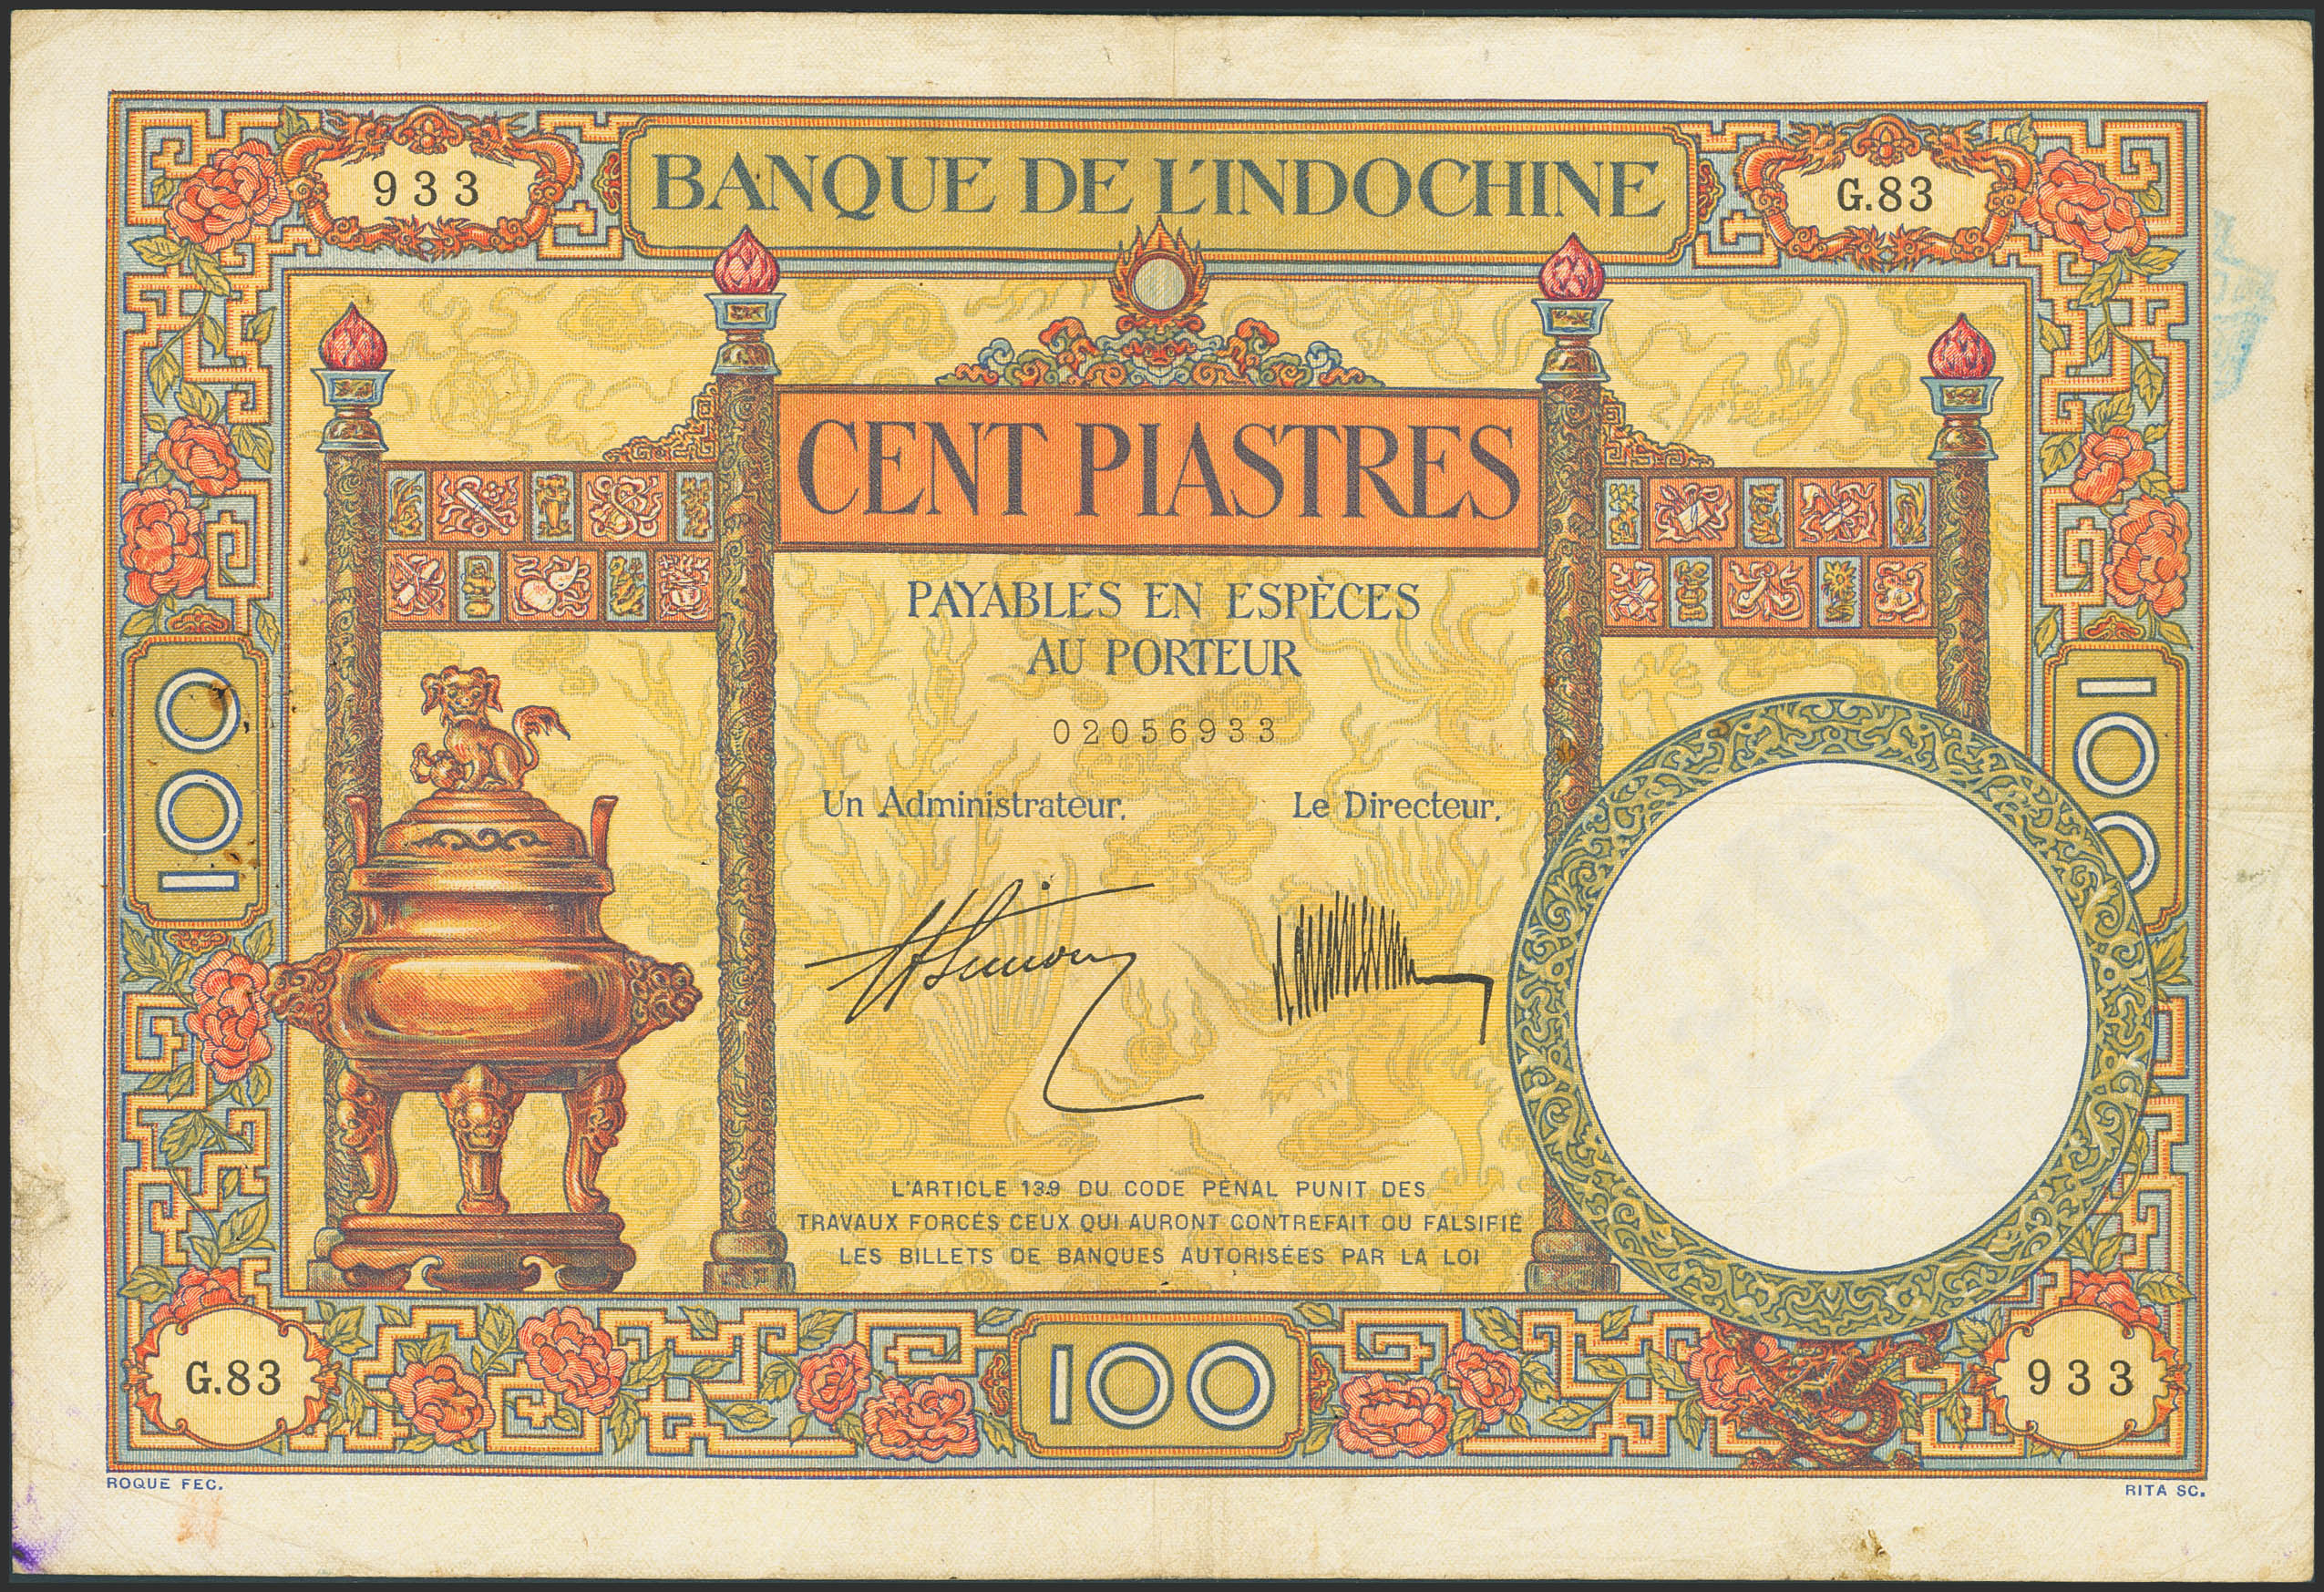 933
BANQUE DE L'INDOCHINE
G.83
CENT PIASTRES
PAYABLES EN ESPÈCES
AU PORTEUR
02056933
Un Administrateur,
Le Directeur,
100
100
L'ARTICLE 139 DU CODE PÉNAL PUNIT DES
TRAVAUX FORCÉS CEUX QUI AURONT CONTREFAIT OU FALSIFIÉ
LES BILLETS DE BANQUES AUTORISÉES PAR LA LOI
G.83
100
933
ROQUE FEC.
RITA SC.